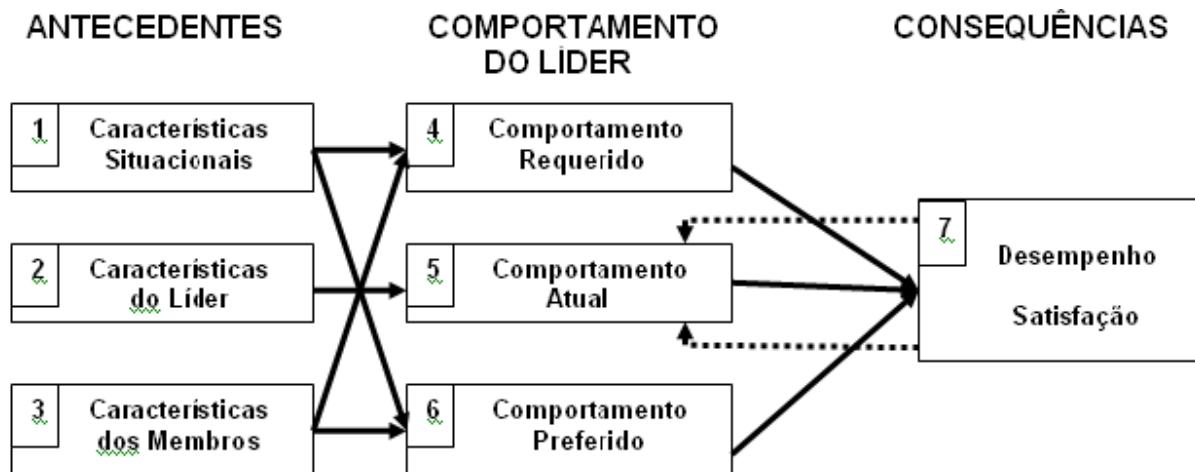 ANTECEDENTES
COMPORTAMENTO
DO LÍDER
CONSEQUÊNCIAS
1
Características
Situacionais
4
Comportamento
Requerido
2
Características
do Líder
5
Comportamento
Atual
7
Desempenho
Satisfação
3
Características
dos Membros
6
Comportamento
Preferido